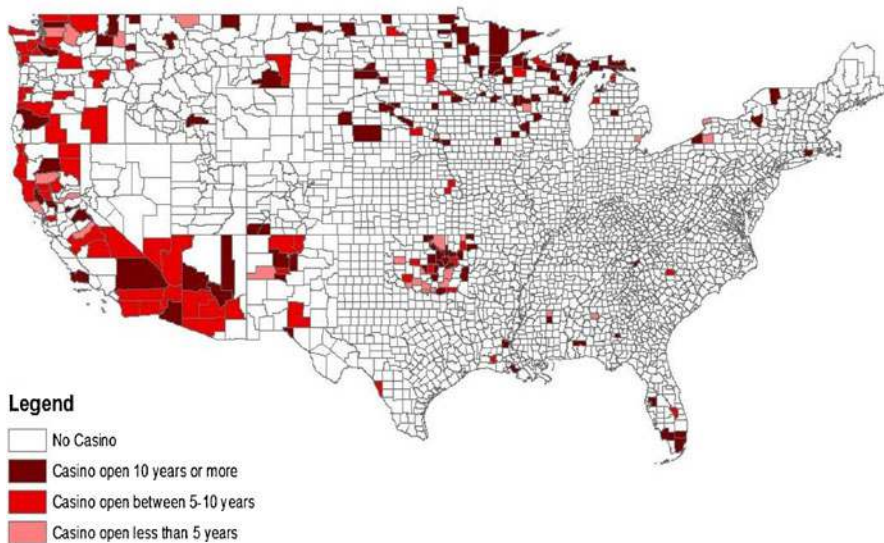 Legend
No Casino
Casino open 10 years or more
Casino open between 5-10 years
Casino open less than 5 years